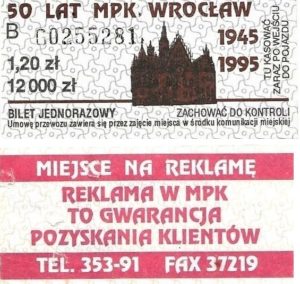 50 LAT MPK WROCŁAW
B C0255281 1945
1,20 zł 1995
12 000 zł
TU KASOWAĆ
ZARAZ PO WEJŚCIU
DO POJAZDU
BILET JEDNORAZOWY ZACHOWAĆ DO KONTROLI
Umowę przewozu zawiera się przez zajęcie miejsca w środku komunikacji miejskiej
MIEJSCE NA REKLAMĘ
REKLAMA W MPK
TO GWARANCJA
POZYSKANIA KLIENTÓW
TEL. 353-91 FAX 37219